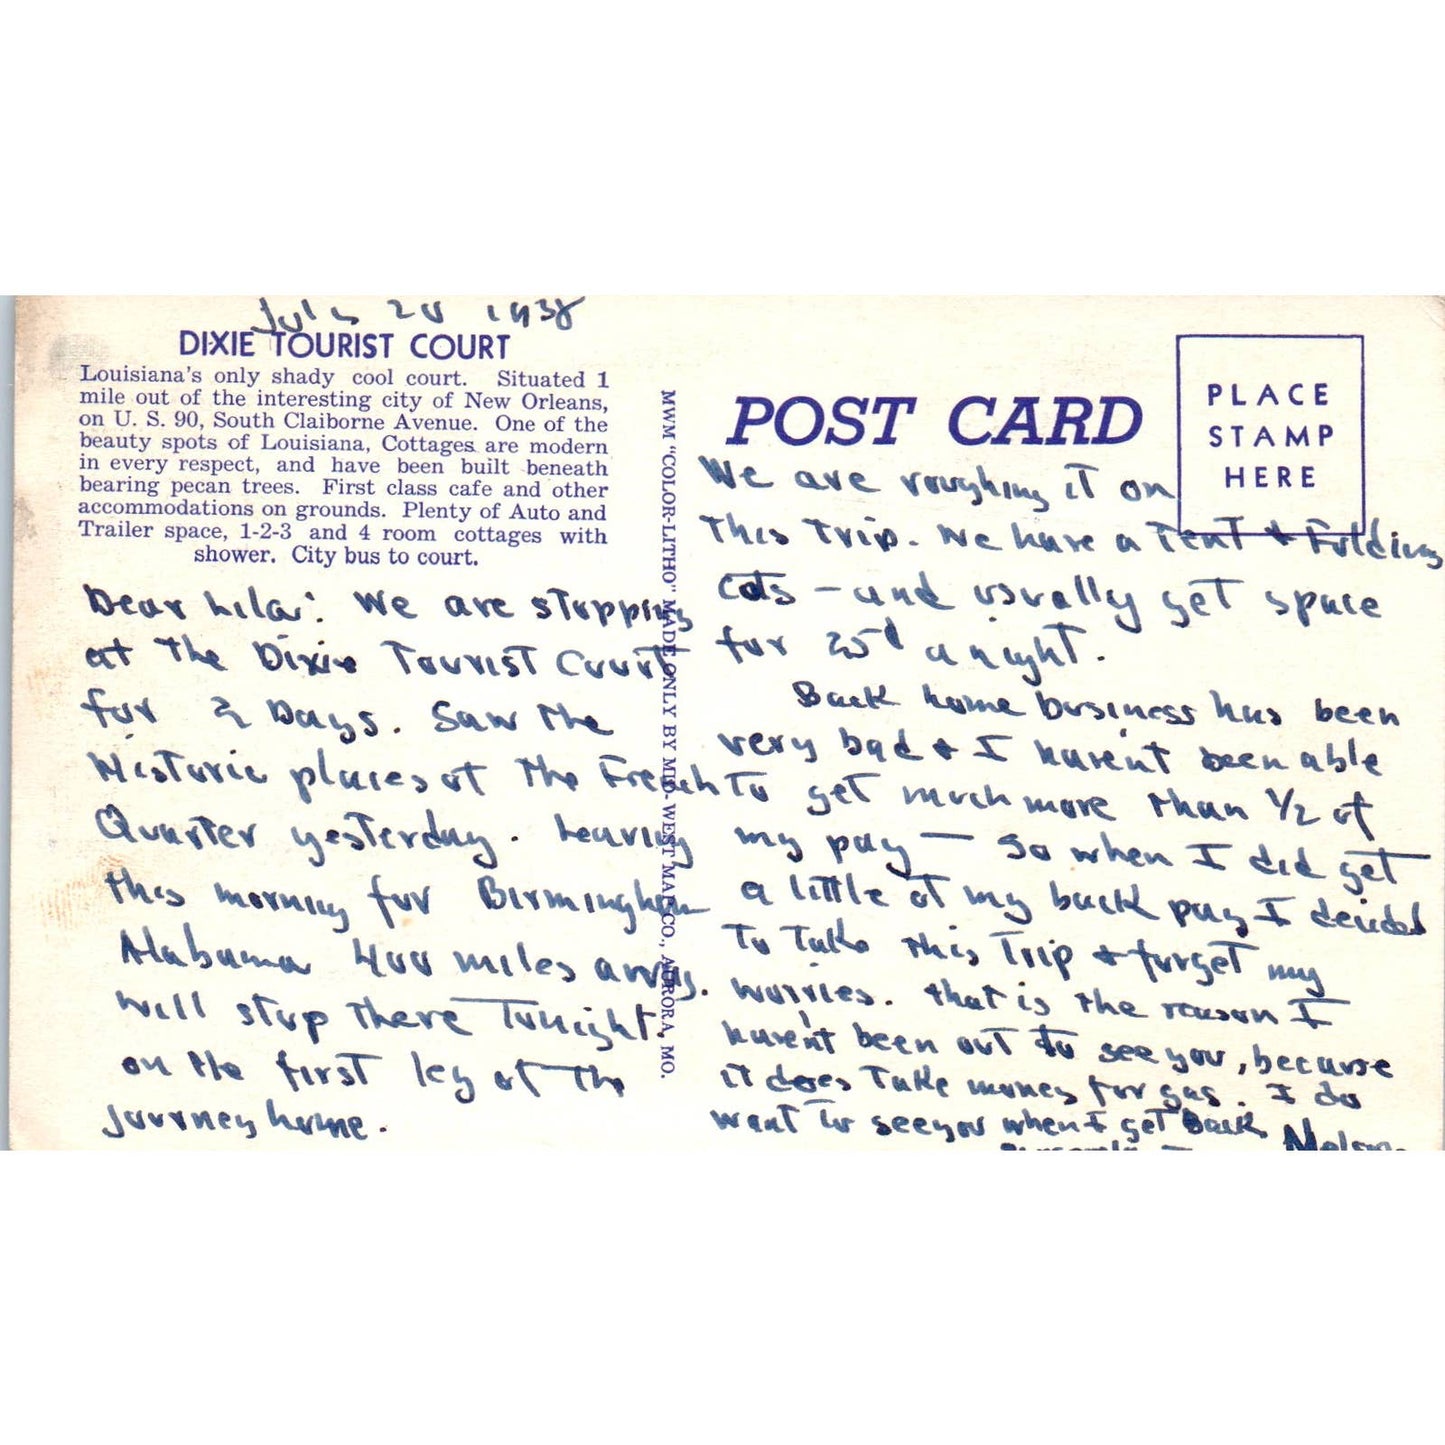 July 20 1938
DIXIE TOURIST COURT
Louisiana's only shady cool court. Situated 1
mile out of the interesting city of New Orleans,
on U. S. 90, South Claiborne Avenue. One of the
beauty spots of Louisiana, Cottages are modern
in every respect, and have been built beneath
bearing pecan trees. First class cafe and other
accommodations on grounds. Plenty of Auto and
Trailer space, 1-2-3 and 4 room cottages with
shower. City bus to court.
Dear Lila: We are stopping
at the Dixie Tourist Court
for 2 Days. Saw the
Historic places of the French
Quarter yesterday. Leaving
this morning for Birmingham
Alabama 400 miles away.
will stop there Tonight.
on the first leg of the
journey home.
MWM "COLOR-LITHO" MADE ONLY BY MID-WEST MAP CO., AURORA, MO.
POST CARD
PLACE
STAMP
HERE
We are roughing it on
this trip. We have a Tent + Folding
cots - and usually get space
for 25¢ a night.
Back home business has been
very bad + I haven't been able
to get much more than 1/2 of
my pay — So when I did get
a little of my back pay I decided
to take this Trip + forget my
worries. that is the reason I
haven't been out to see you, because
it does take money for gas. I do
want to see you when I get back
Sincerely — Nelson